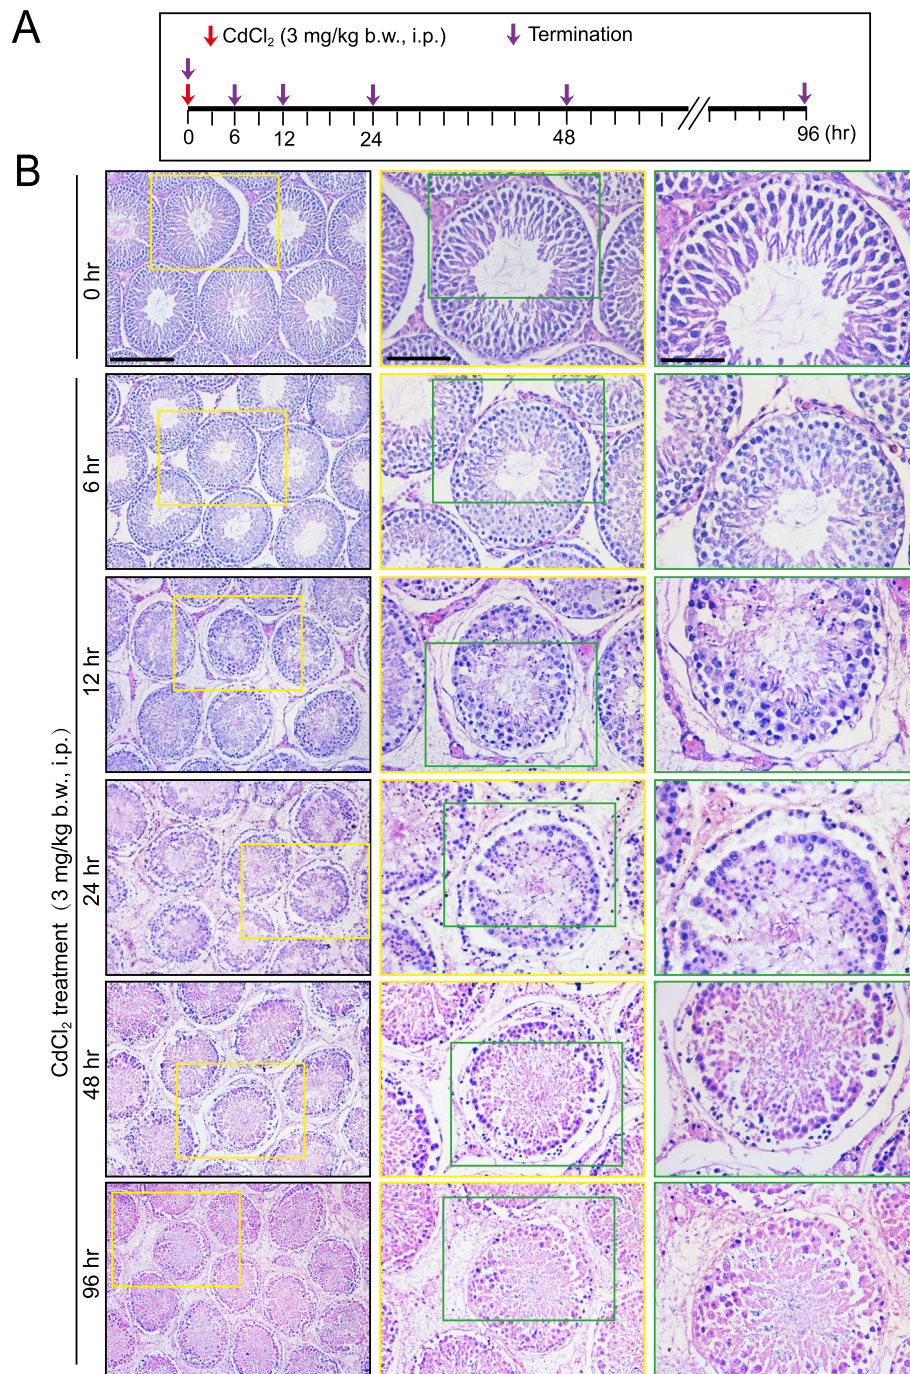 A
CdCl₂ (3 mg/kg b.w., i.p.)
Termination
0 6 12 24 48 96 (hr)
B
0 hr
6 hr
12 hr
24 hr
48 hr
96 hr
CdCl₂ treatment (3 mg/kg b.w., i.p.)